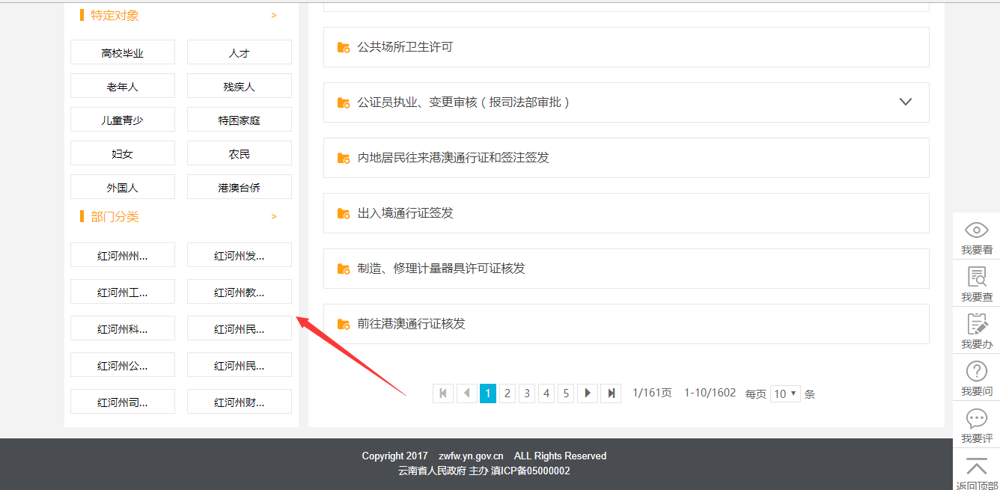 特定对象 >
高校毕业 人才
老年人 残疾人
儿童青少 特困家庭
妇女 农民
外国人 港澳台侨
部门分类 >
红河州州... 红河州发...
红河州工... 红河州教...
红河州科... 红河州民...
红河州公... 红河州民...
红河州司... 红河州财...
公共场所卫生许可
公证员执业、变更审核（报司法部审批）
内地居民往来港澳通行证和签注签发
出入境通行证签发
制造、修理计量器具许可证核发
前往港澳通行证核发
1 2 3 4 5 1/161页 1-10/1602 每页 10 条
我要看
我要查
我要办
我要问
我要评
返回顶部
Copyright 2017 zwfw.yn.gov.cn ALL Rights Reserved
云南省人民政府 主办 滇ICP备05000002